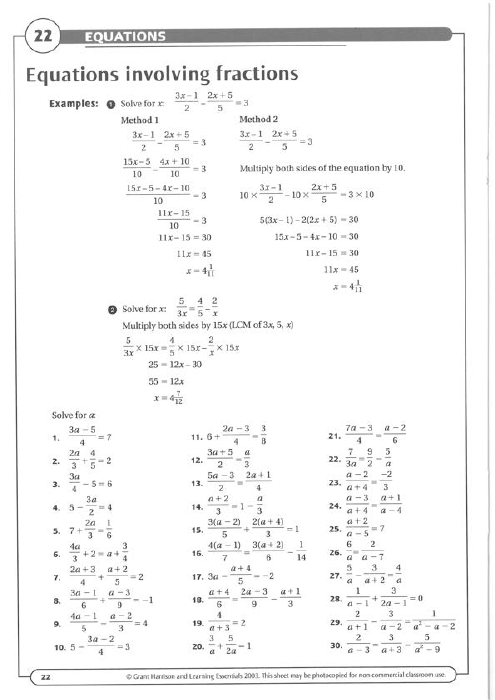 22 EQUATIONS
Equations involving fractions
Examples: 1 Solve for x: (3x−1)/2 − (2x+5)/5 = 3
Method 1 Method 2
(3x−1)/2 − (2x+5)/5 = 3 (3x−1)/2 − (2x+5)/5 = 3
(15x−5)/10 − (4x+10)/10 = 3 Multiply both sides of the equation by 10.
(15x−5−4x−10)/10 = 3 10 × (3x−1)/2 − 10 × (2x+5)/5 = 3 × 10
(11x−15)/10 = 3 5(3x−1)−2(2x+5) = 30
11x−15 = 30 15x−5−4x−10 = 30
11x = 45 11x−15 = 30
x = 4 1/11 11x = 45
x = 4 1/11
2 Solve for x: 5/3x = 4/5 − 2/x
Multiply both sides by 15x (LCM of 3x, 5, x)
5/3x × 15x = 4/5 × 15x − 2/x × 15x
25 = 12x−30
55 = 12x
x = 4 7/12
Solve for a:
1. (3a−5)/4 = 7
2. 2a/3 + 4/5 = 2
3. 3a/4 − 5 = 6
4. 5 − 3a/2 = 4
5. 7 + 2a/3 = 1/6
6. 4a/3 + 2 = a + 3/4
7. (2a+3)/4 + (a+2)/5 = 2
8. (3a−1)/6 + (a−3)/9 = −1
9. (4a−1)/5 − (a−2)/3 = 4
10. 5 − (3a−2)/4 = 3
11. 6 + (2a−3)/4 = 3/8
12. (3a+5)/2 = a/3
13. (5a−3)/2 = (2a+1)/4
14. (a+2)/3 = 1 − a/3
15. 3(a−2)/5 + 2(a+4)/3 = 1
16. 4(a−1)/7 = 3(a+2)/6 − 1/14
17. 3a − (a+4)/5 = −2
18. (a+4)/6 = (2a−3)/9 − (a+1)/3
19. 4/(a+3) = 2
20. 3/a + 5/2a = 1
21. (7a−3)/4 = (a−2)/6
22. 7/3a = 9/2 − 5/a
23. (a−2)/(a+4) = −2/3
24. (a−3)/(a+4) = (a+1)/(a−4)
25. (a+2)/(a−5) = 7
26. 6/a = 2/(a−7)
27. 5/a − 3/(a+2) = 4/a
28. 1/(a−1) + 3/(2a−1) = 0
29. 2/(a+1) − 3/(a−2) = 1/(a²−a−2)
30. 2/(a−3) − 3/(a+3) = 5/(a²−9)
22 © Grant Harrison and Learning Essentials 2003. This sheet may be photocopied for non-commercial classroom use.